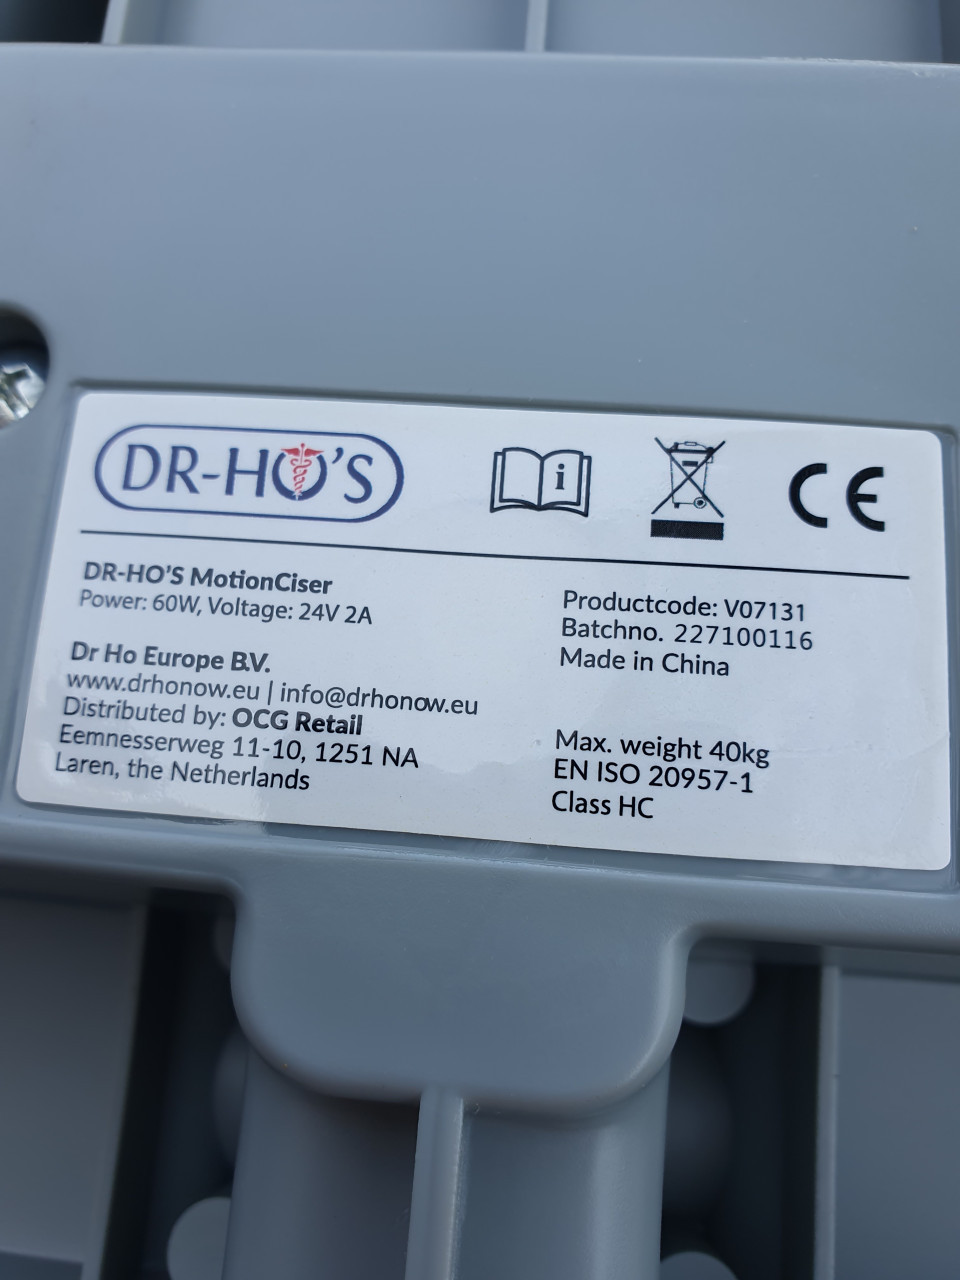 DR-HO'S
i
CE
DR-HO'S MotionCiser
Power: 60W, Voltage: 24V 2A
Dr Ho Europe B.V.
www.drhonow.eu | info@drhonow.eu
Distributed by: OCG Retail
Eemnesserweg 11-10, 1251 NA
Laren, the Netherlands
Productcode: V07131
Batchno. 227100116
Made in China
Max. weight 40kg
EN ISO 20957-1
Class HC